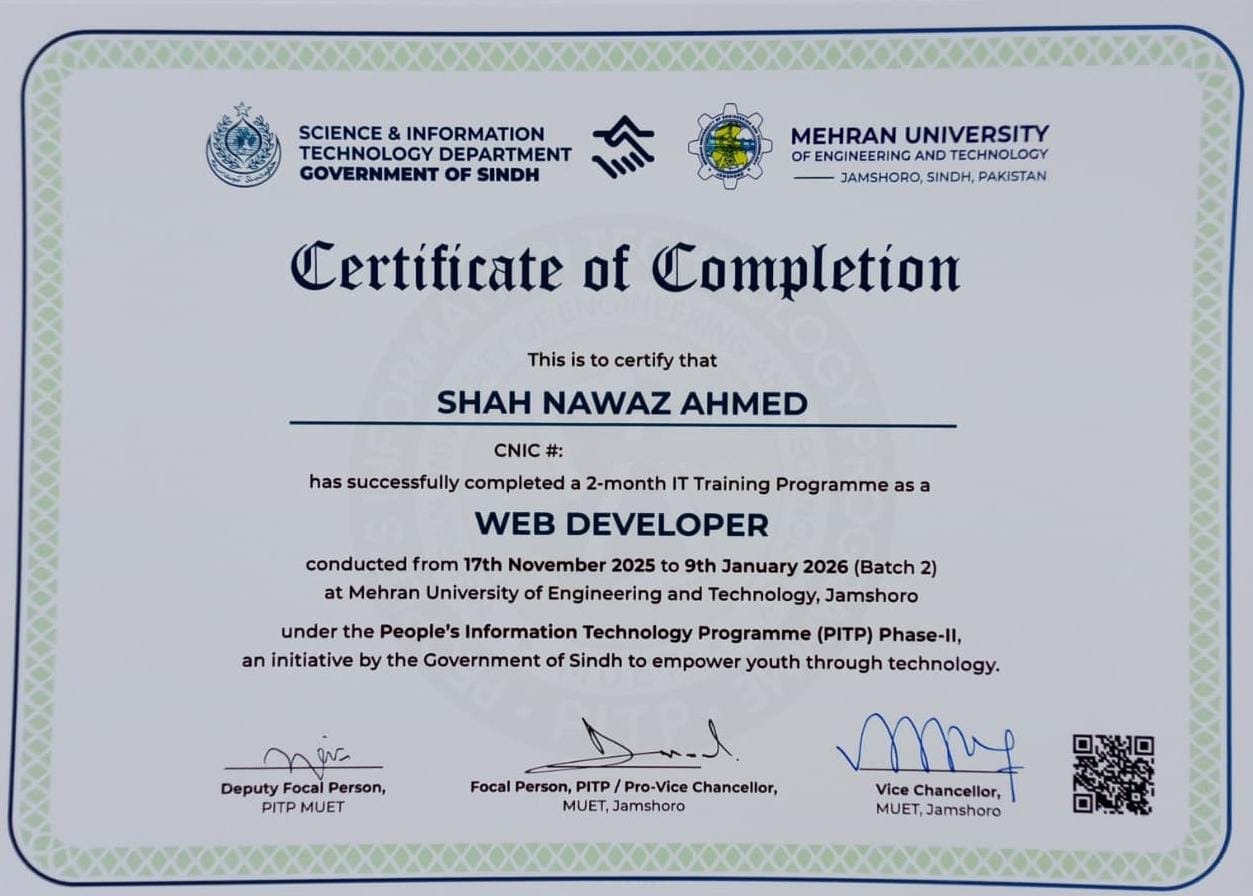 SCIENCE & INFORMATION
TECHNOLOGY DEPARTMENT
GOVERNMENT OF SINDH
MEHRAN UNIVERSITY
OF ENGINEERING AND TECHNOLOGY
JAMSHORO, SINDH, PAKISTAN
Certificate of Completion
This is to certify that
SHAH NAWAZ AHMED
CNIC #:
has successfully completed a 2-month IT Training Programme as a
WEB DEVELOPER
conducted from 17th November 2025 to 9th January 2026 (Batch 2)
at Mehran University of Engineering and Technology, Jamshoro
under the People's Information Technology Programme (PITP) Phase-II,
an initiative by the Government of Sindh to empower youth through technology.
Deputy Focal Person,
PITP MUET
Focal Person, PITP / Pro-Vice Chancellor,
MUET, Jamshoro
Vice Chancellor,
MUET, Jamshoro